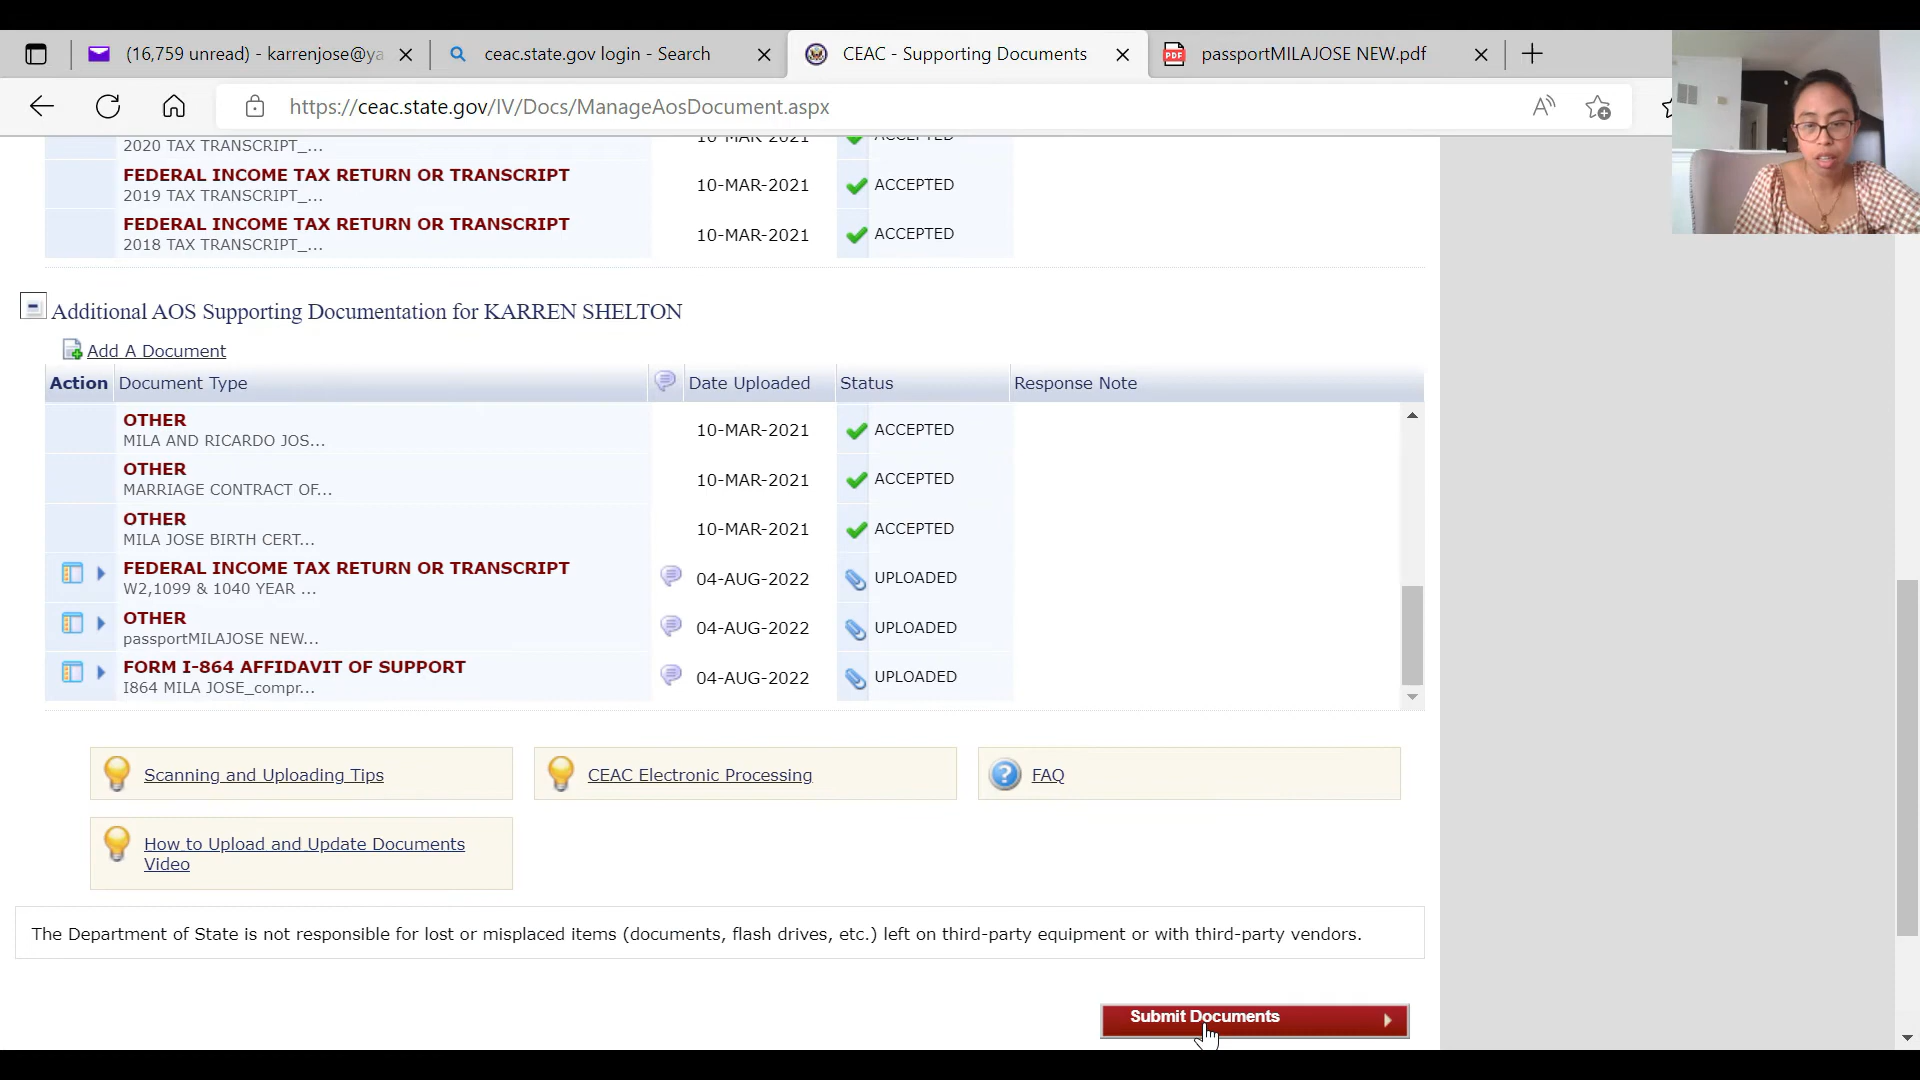 (16,759 unread) - karrenjose@ya
ceac.state.gov login - Search
CEAC - Supporting Documents
passportMILAJOSE NEW.pdf
https://ceac.state.gov/IV/Docs/ManageAosDocument.aspx
2020 TAX TRANSCRIPT_... 10-MAR-2021 ACCEPTED
FEDERAL INCOME TAX RETURN OR TRANSCRIPT
2019 TAX TRANSCRIPT_... 10-MAR-2021 ACCEPTED
FEDERAL INCOME TAX RETURN OR TRANSCRIPT
2018 TAX TRANSCRIPT_... 10-MAR-2021 ACCEPTED
Additional AOS Supporting Documentation for KARREN SHELTON
Add A Document
Action Document Type Date Uploaded Status Response Note
OTHER
MILA AND RICARDO JOS... 10-MAR-2021 ACCEPTED
OTHER
MARRIAGE CONTRACT OF... 10-MAR-2021 ACCEPTED
OTHER
MILA JOSE BIRTH CERT... 10-MAR-2021 ACCEPTED
FEDERAL INCOME TAX RETURN OR TRANSCRIPT
W2,1099 & 1040 YEAR ... 04-AUG-2022 UPLOADED
OTHER
passportMILAJOSE NEW... 04-AUG-2022 UPLOADED
FORM I-864 AFFIDAVIT OF SUPPORT
I864 MILA JOSE_compr... 04-AUG-2022 UPLOADED
Scanning and Uploading Tips
CEAC Electronic Processing
FAQ
How to Upload and Update Documents
Video
The Department of State is not responsible for lost or misplaced items (documents, flash drives, etc.) left on third-party equipment or with third-party vendors.
Submit Documents